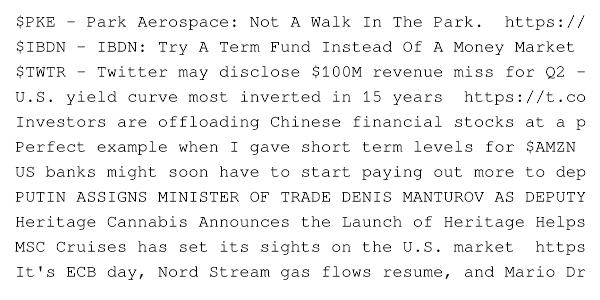 $PKE - Park Aerospace: Not A Walk In The Park.  https://
$IBDN - IBDN: Try A Term Fund Instead Of A Money Market
$TWTR - Twitter may disclose $100M revenue miss for Q2 -
U.S. yield curve most inverted in 15 years  https://t.co
Investors are offloading Chinese financial stocks at a p
Perfect example when I gave short term levels for $AMZN
US banks might soon have to start paying out more to dep
PUTIN ASSIGNS MINISTER OF TRADE DENIS MANTUROV AS DEPUTY
Heritage Cannabis Announces the Launch of Heritage Helps
MSC Cruises has set its sights on the U.S. market  https
It's ECB day, Nord Stream gas flows resume, and Mario Dr